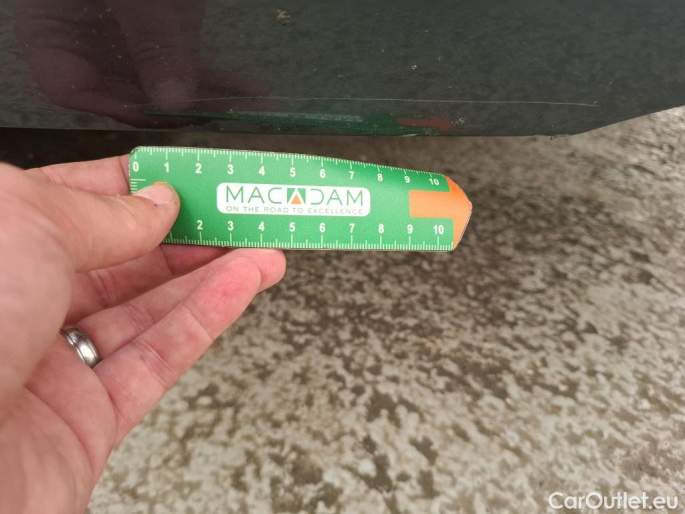 0 1 2 3 4 5 6 7 8 9 10
MACADAM
ON THE ROAD TO EXCELLENCE
2 3 4 5 6 7 8 9 10
CarOutlet.eu